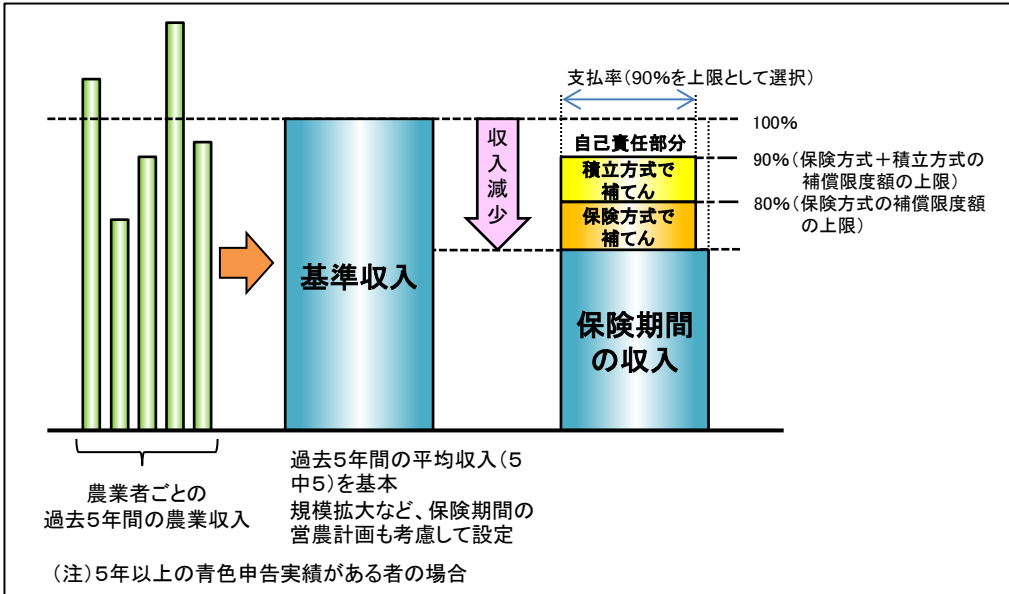 支払率(90%を上限として選択)
100%
自己責任部分
90%(保険方式+積立方式の
補償限度額の上限)
積立方式で
補てん
80%(保険方式の補償限度額
の上限)
保険方式で
補てん
収入減少
基準収入
保険期間
の収入
過去5年間の平均収入(5
中5)を基本
規模拡大など、保険期間の
営農計画も考慮して設定
農業者ごとの
過去5年間の農業収入
(注)5年以上の青色申告実績がある者の場合